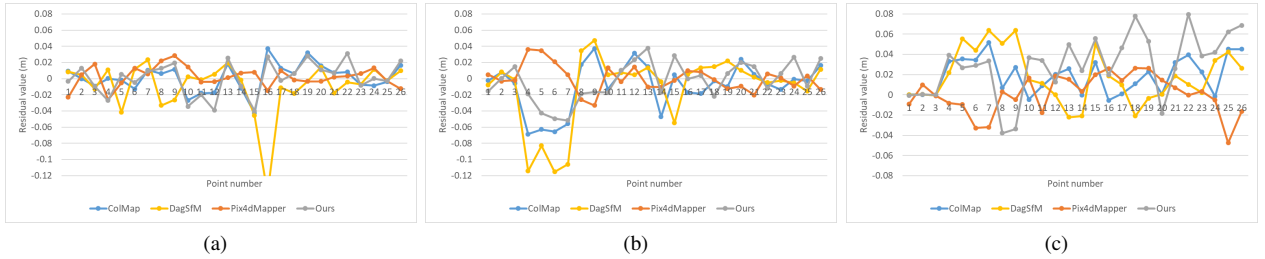 0.08
0.06
0.04
0.02
0
-0.02
-0.04
-0.06
-0.08
-0.1
-0.12
Residual value (m)
1 2 3 4 5 6 7 8 9 10 11 12 13 14 15 16 17 18 19 20 21 22 23 24 25 26
Point number
ColMap DagSfM Pix4dMapper Ours
(a)
0.08
0.06
0.04
0.02
0
-0.02
-0.04
-0.06
-0.08
-0.1
-0.12
Residual value (m)
1 2 3 4 5 6 7 8 9 10 11 12 13 14 15 16 17 18 19 20 21 22 23 24 25 26
Point number
ColMap DagSfM Pix4dMapper Ours
(b)
0.08
0.06
0.04
0.02
0.00
-0.02
-0.04
-0.06
-0.08
Residual value (m)
1 2 3 4 5 6 7 8 9 10 11 12 13 14 15 16 17 18 19 20 21 22 23 24 25 26
Point number
ColMap DagSfM Pix4dMapper Ours
(c)